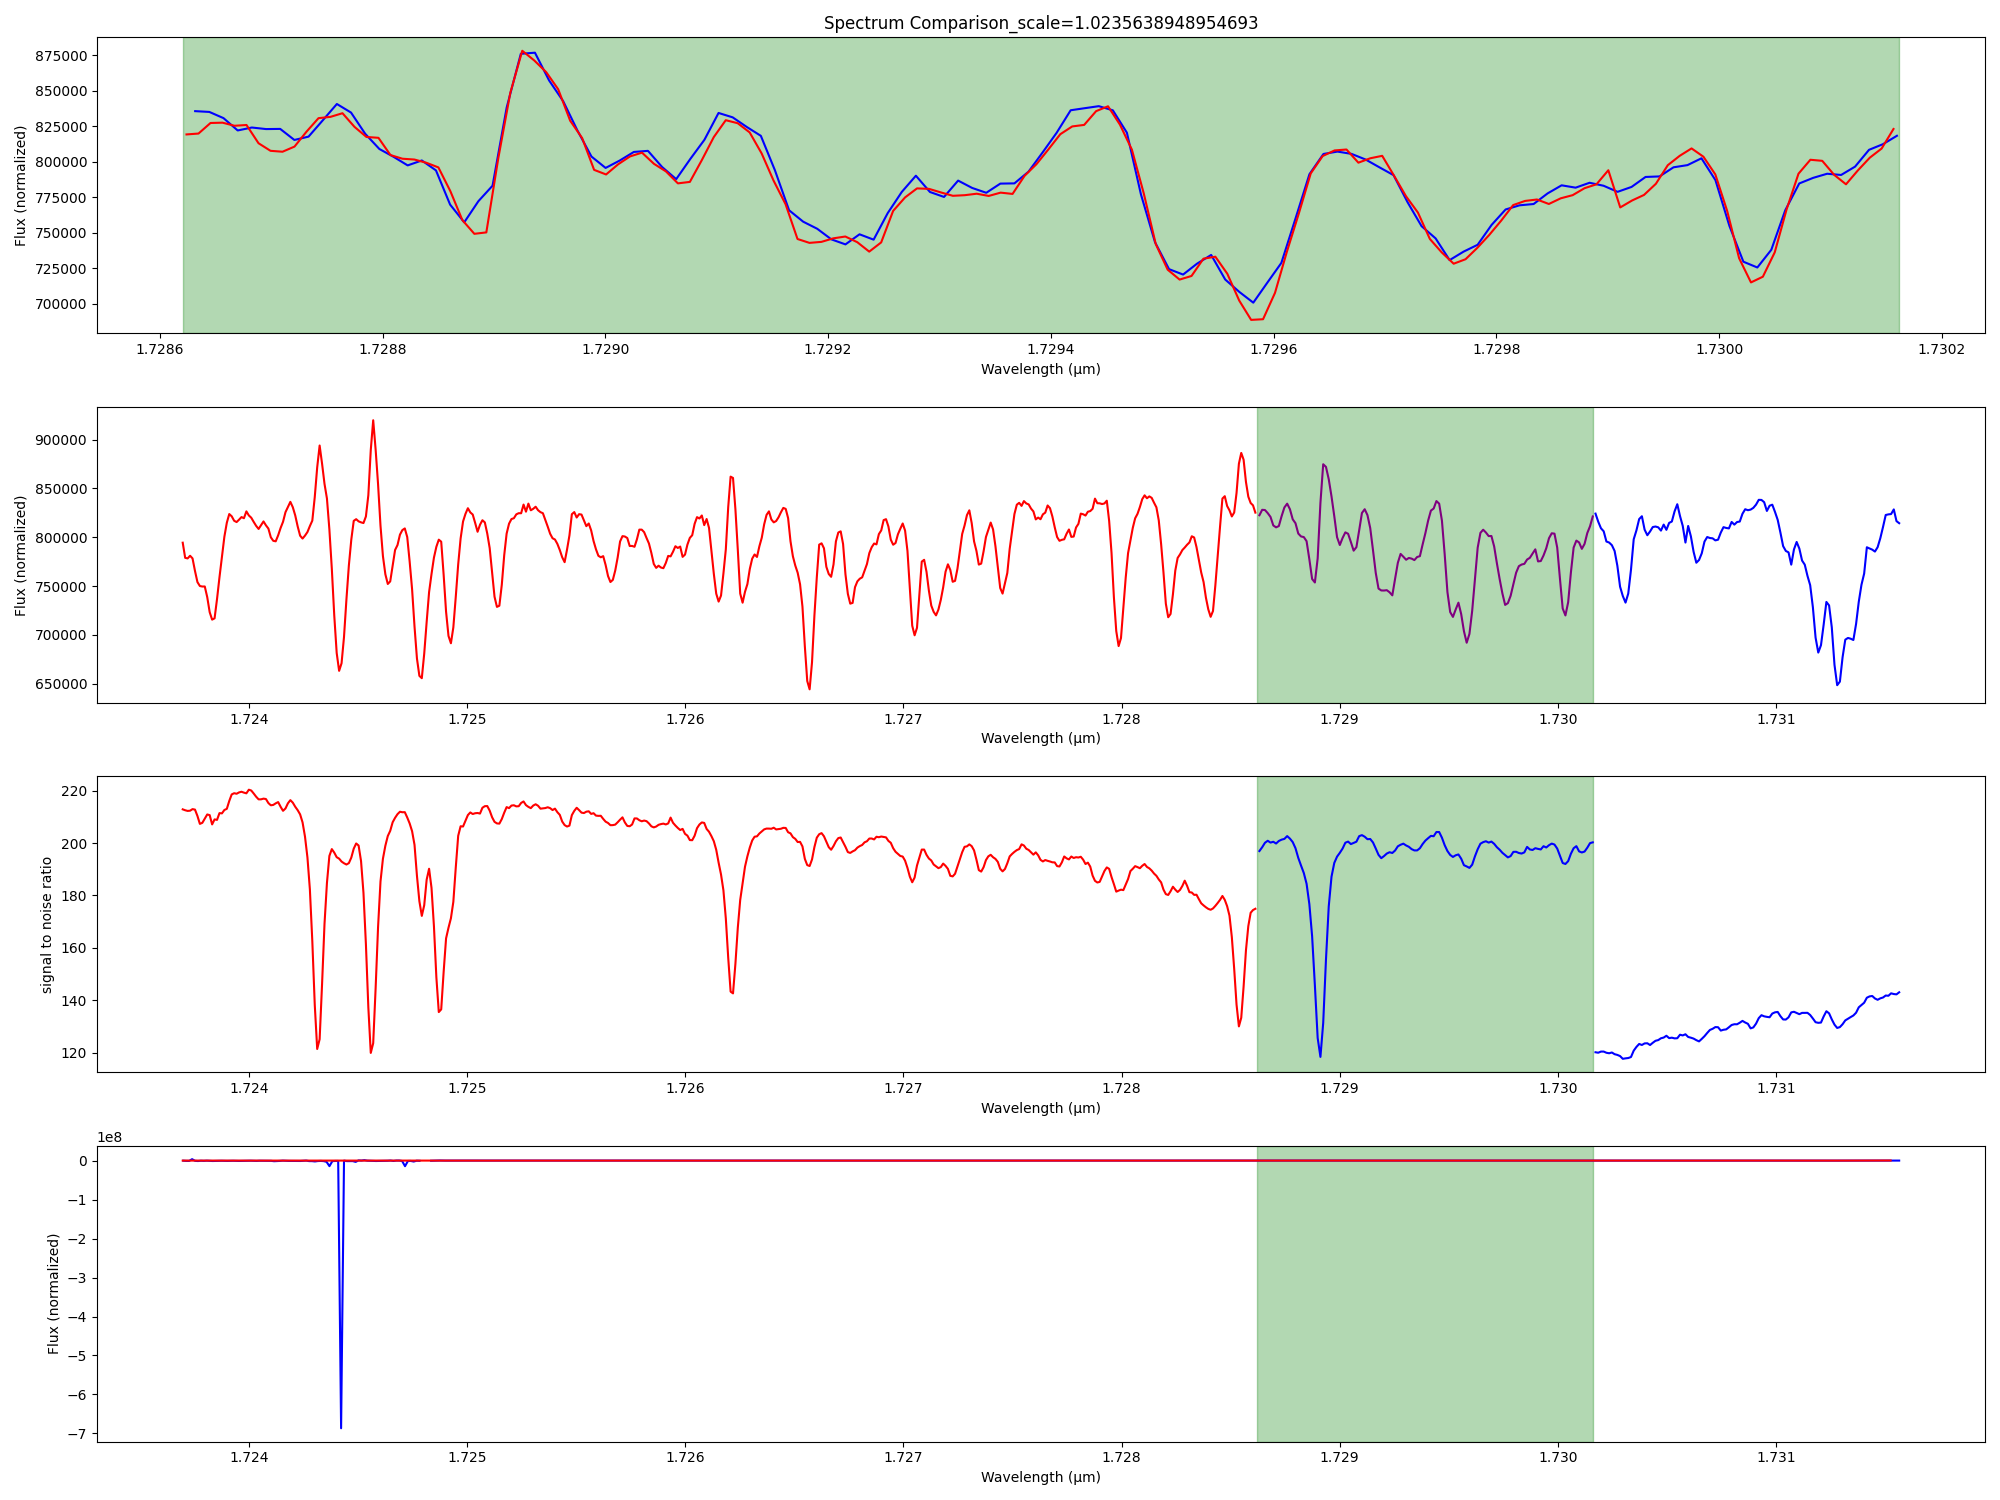 Spectrum Comparison_scale=1.0235638948954693
875000
850000
825000
800000
775000
750000
725000
700000
Flux (normalized)
1.7286 1.7288 1.7290 1.7292 1.7294 1.7296 1.7298 1.7300 1.7302
Wavelength (μm)
900000
850000
800000
750000
700000
650000
Flux (normalized)
1.724 1.725 1.726 1.727 1.728 1.729 1.730 1.731
Wavelength (μm)
220
200
180
160
140
120
signal to noise ratio
1.724 1.725 1.726 1.727 1.728 1.729 1.730 1.731
Wavelength (μm)
1e8
0
−1
−2
−3
−4
−5
−6
−7
Flux (normalized)
1.724 1.725 1.726 1.727 1.728 1.729 1.730 1.731
Wavelength (μm)